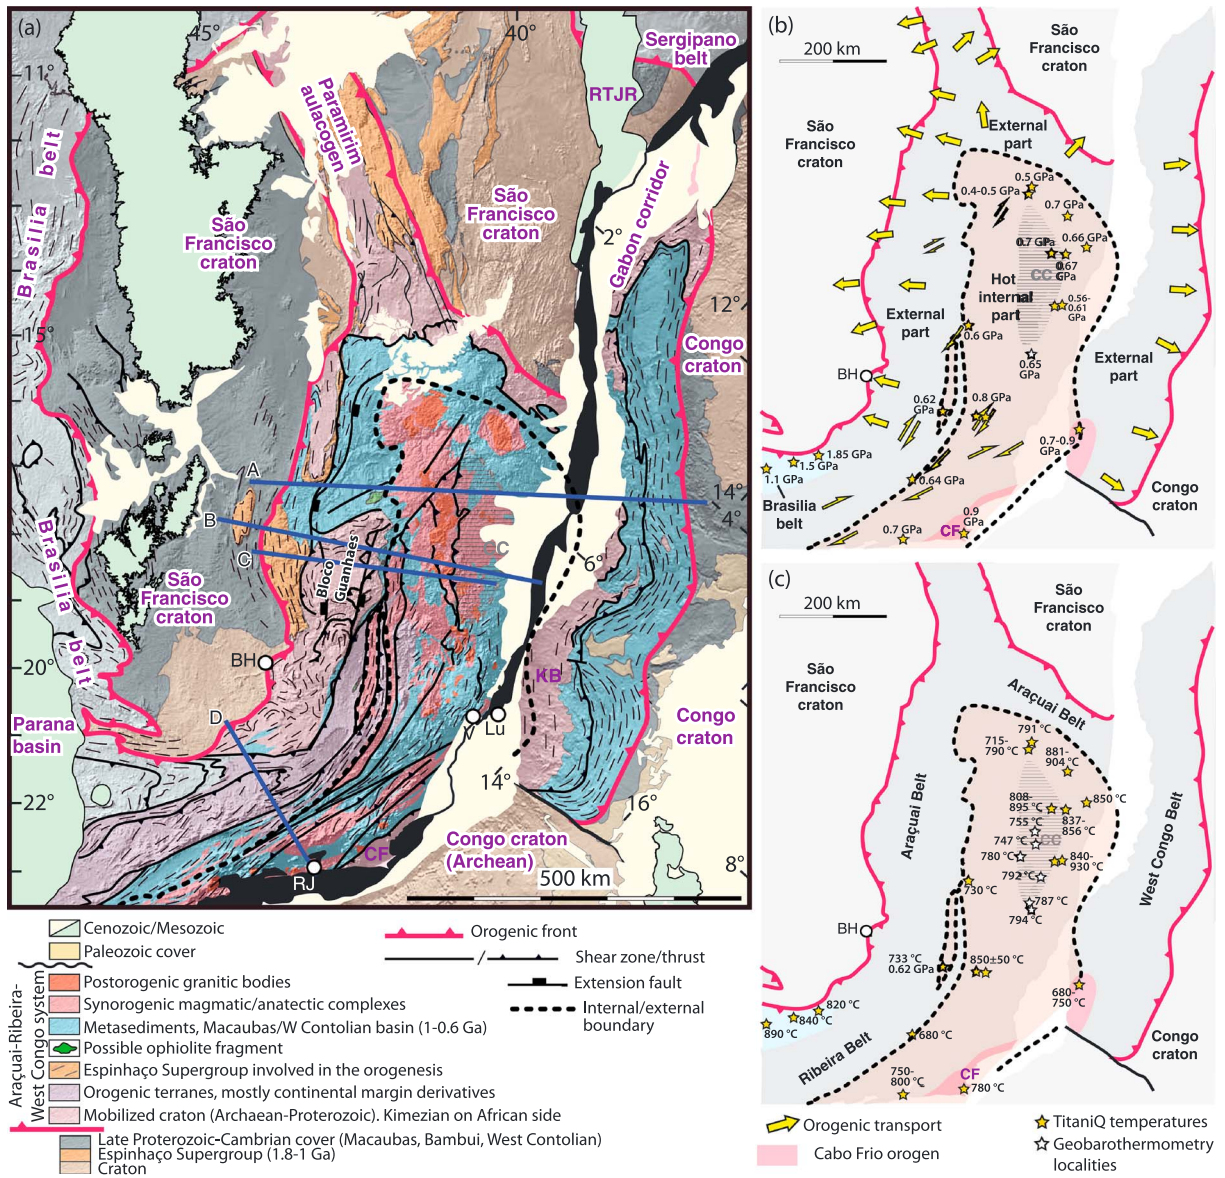 (a)
45°
40°
11°
Sergipano
belt
RTJR
Paramirim
aulacogen
Brasilia belt
São
Francisco
craton
São
Francisco
craton
Gabon corridor
2°
12°
15°
Congo
craton
A
14°
4°
B
C
CC
6°
Bloco
Guanhaes
São
Francisco
craton
Brasilia belt
20°
BH
KB
D
Parana
basin
V
Lu
Congo
craton
14°
16°
22°
Congo craton
(Archean)
CF
8°
RJ
500 km
(b)
200 km
São
Francisco
craton
São
Francisco
craton
External
part
0.5 GPa
0.4-0.5 GPa
0.7 GPa
0.7 GPa
0.66 GPa
CC
0.67
GPa
Hot
internal
part
0.56-
0.61
GPa
External
part
0.6 GPa
0.65
GPa
External
part
BH
0.62
GPa
0.8 GPa
0.7-0.9
GPa
1.85 GPa
1.5 GPa
1.1 GPa
0.64 GPa
Brasilia
belt
0.9
GPa
CF
0.7 GPa
Congo
craton
(c)
200 km
São
Francisco
craton
São
Francisco
craton
Araçuai Belt
791 °C
715-
790 °C
881-
904 °C
808-
895 °C
850 °C
755 °C
837-
856 °C
747 °C
CC
780 °C
840-
930 °C
792 °C
730 °C
787 °C
794 °C
Araçuai Belt
West Congo Belt
BH
733 °C
0.62 GPa
850±50 °C
680-
750 °C
820 °C
840 °C
890 °C
680 °C
Ribeira Belt
750-
800 °C
CF
780 °C
Congo
craton
Cenozoic/Mesozoic
Paleozoic cover
Araçuai-Ribeira-
West Congo system
Postorogenic granitic bodies
Synorogenic magmatic/anatectic complexes
Metasediments, Macaubas/W Contolian basin (1-0.6 Ga)
Possible ophiolite fragment
Espinhaço Supergroup involved in the orogenesis
Orogenic terranes, mostly continental margin derivatives
Mobilized craton (Archaean-Proterozoic). Kimezian on African side
Late Proterozoic-Cambrian cover (Macaubas, Bambui, West Contolian)
Espinhaço Supergroup (1.8-1 Ga)
Craton
Orogenic front
/
Shear zone/thrust
Extension fault
Internal/external
boundary
Orogenic transport
Cabo Frio orogen
TitaniQ temperatures
Geobarothermometry
localities